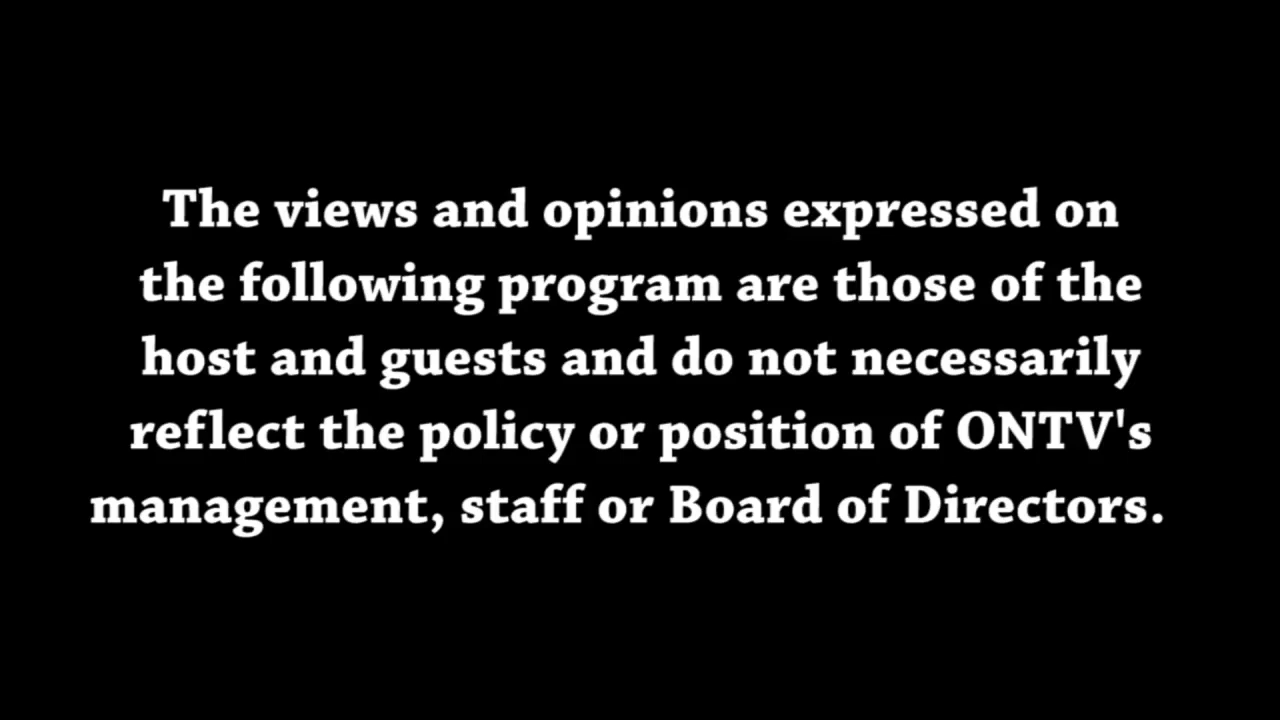 The views and opinions expressed on
the following program are those of the
host and guests and do not necessarily
reflect the policy or position of ONTV's
management, staff or Board of Directors.